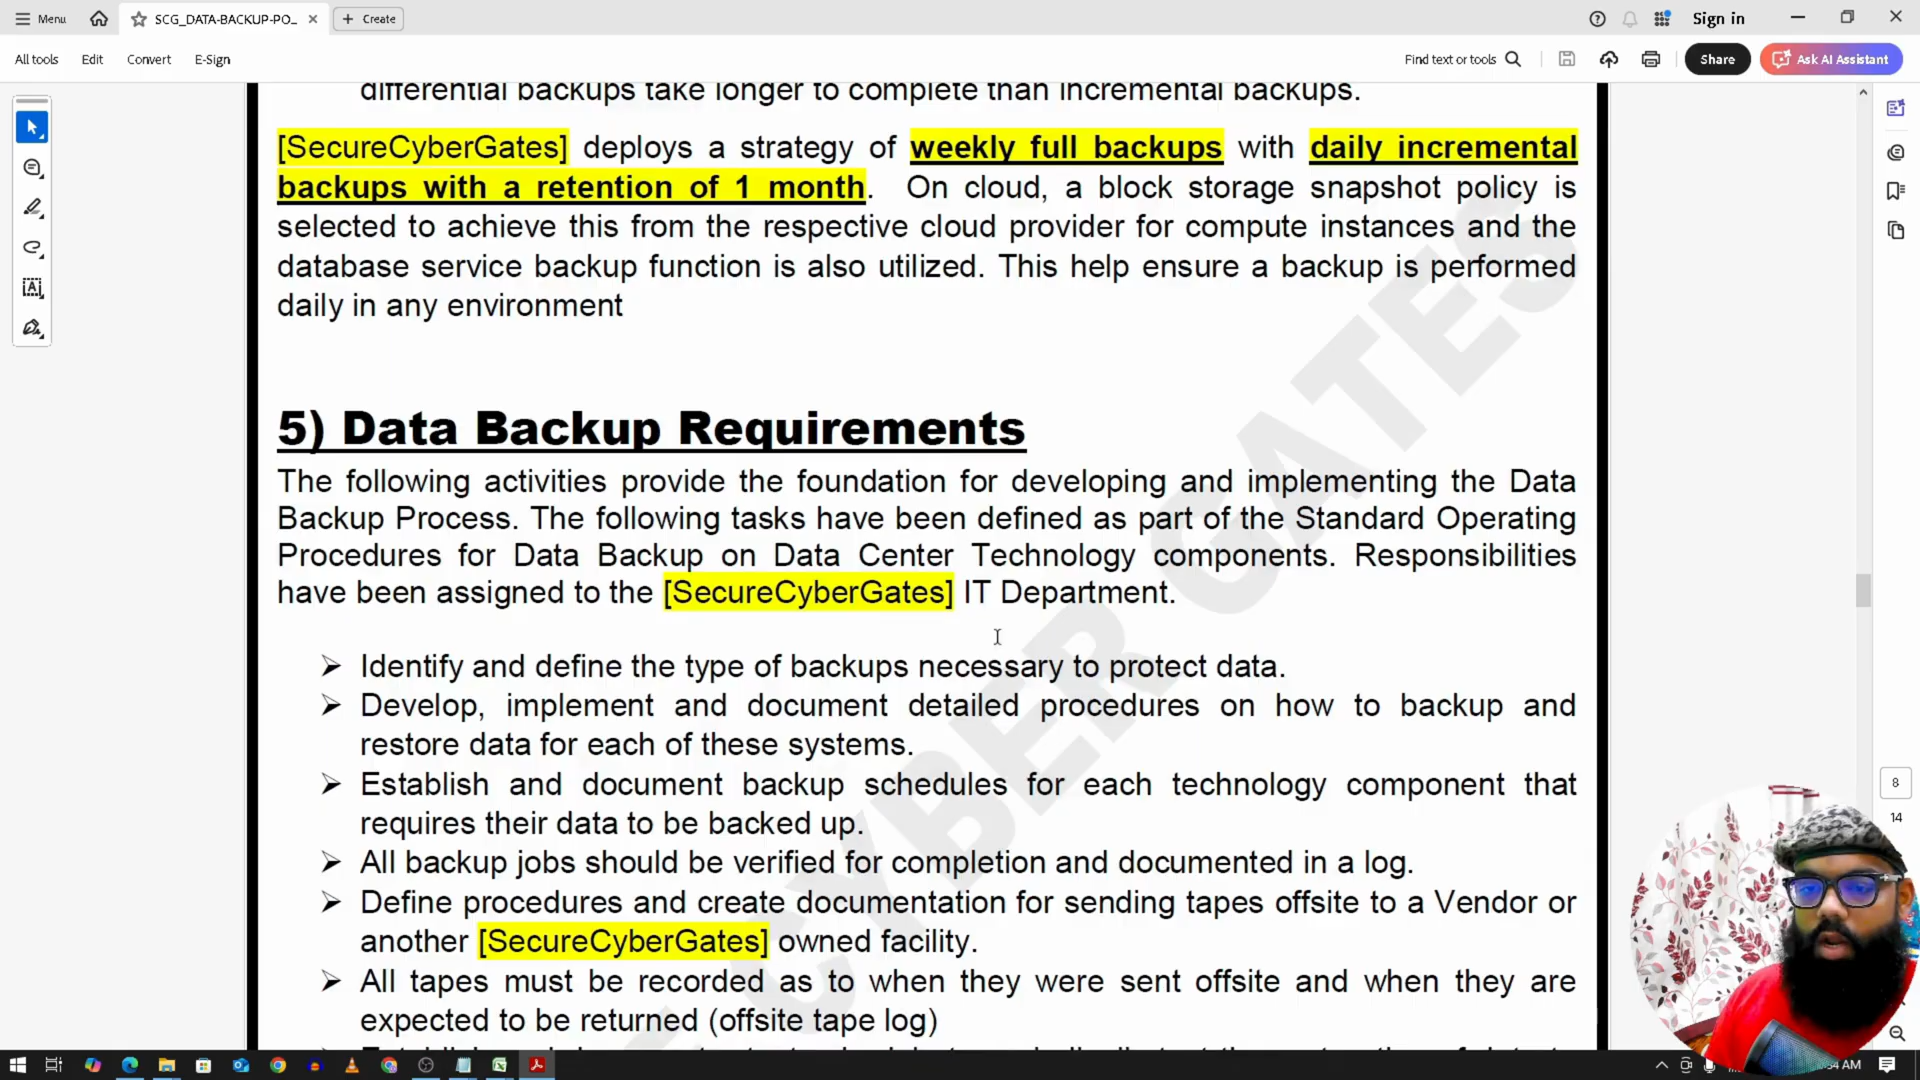 Menu
SCG_DATA-BACKUP-PO...
Create
Sign in
All tools
Edit
Convert
E-Sign
Find text or tools
Share
Ask AI Assistant
differential backups take longer to complete than incremental backups.
[SecureCyberGates] deploys a strategy of weekly full backups with daily incremental
backups with a retention of 1 month. On cloud, a block storage snapshot policy is
selected to achieve this from the respective cloud provider for compute instances and the
database service backup function is also utilized. This help ensure a backup is performed
daily in any environment
5) Data Backup Requirements
The following activities provide the foundation for developing and implementing the Data
Backup Process. The following tasks have been defined as part of the Standard Operating
Procedures for Data Backup on Data Center Technology components. Responsibilities
have been assigned to the [SecureCyberGates] IT Department.
➢ Identify and define the type of backups necessary to protect data.
➢ Develop, implement and document detailed procedures on how to backup and
restore data for each of these systems.
➢ Establish and document backup schedules for each technology component that
requires their data to be backed up.
➢ All backup jobs should be verified for completion and documented in a log.
➢ Define procedures and create documentation for sending tapes offsite to a Vendor or
another [SecureCyberGates] owned facility.
➢ All tapes must be recorded as to when they were sent offsite and when they are
expected to be returned (offsite tape log)
CYBER GATES
8
14
54 AM